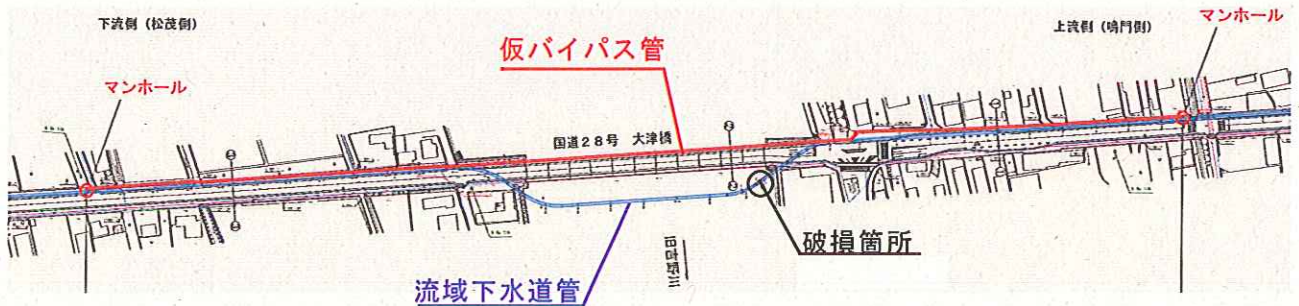 下流側（松茂側）
上流側（鳴門側）
マンホール
仮バイパス管
マンホール
国道28号 大津橋
破損箇所
旧吉野川
流域下水道管